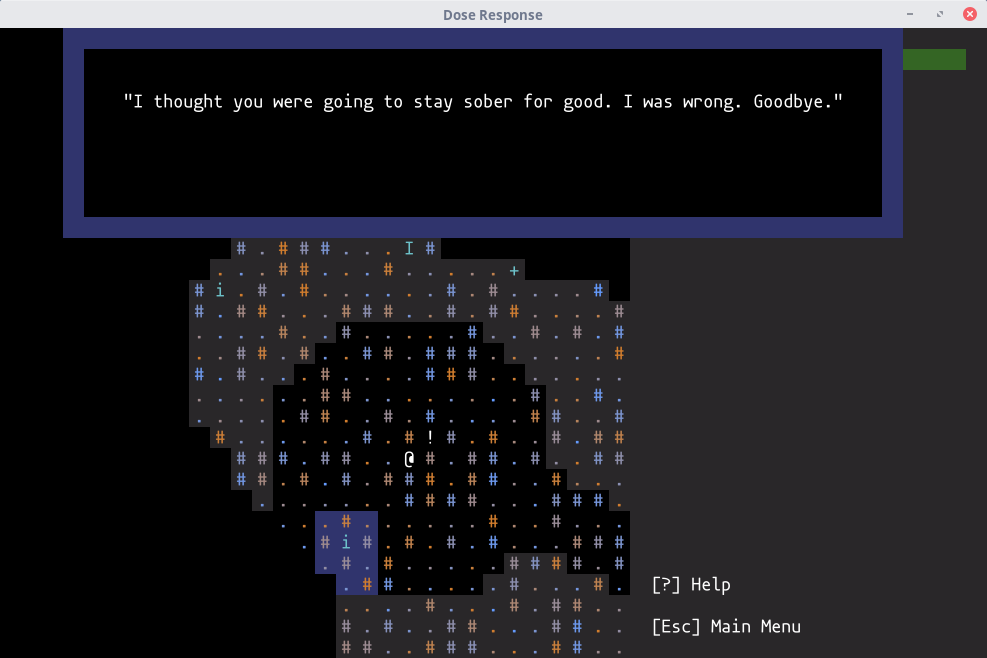 Dose Response
"I thought you were going to stay sober for good. I was wrong. Goodbye."
[?] Help
[Esc] Main Menu